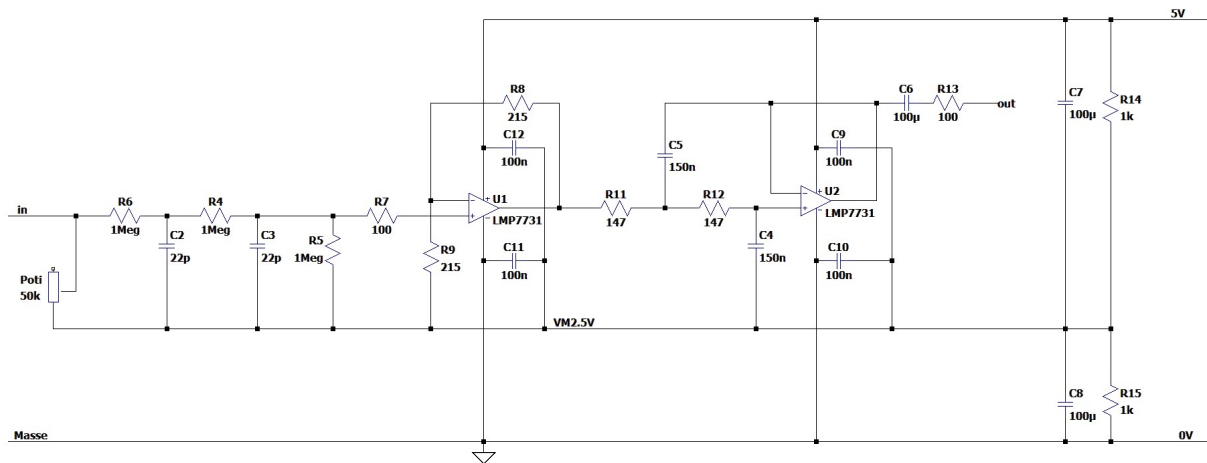 5V
R8
215
C12
100n
C6
100µ
R13
100
out
C9
100n
C7
100µ
R14
1k
C5
150n
in
R6
1Meg
R4
1Meg
R7
100
U1
LMP7731
R11
147
R12
147
U2
LMP7731
C2
22p
C3
22p
R5
1Meg
R9
215
C11
100n
C4
150n
C10
100n
Poti
50k
VM2.5V
C8
100µ
R15
1k
Masse
0V